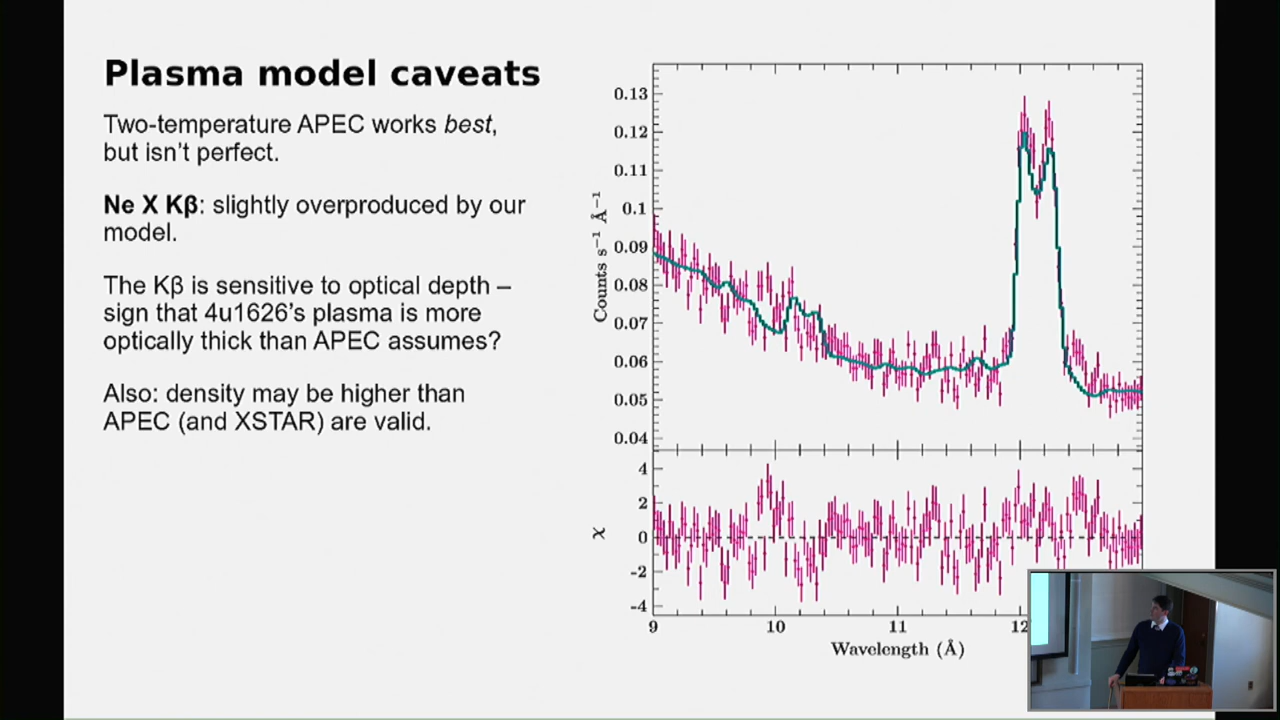 Plasma model caveats
Two-temperature APEC works best,
but isn't perfect.
Ne X Kβ: slightly overproduced by our
model.
The Kβ is sensitive to optical depth –
sign that 4u1626's plasma is more
optically thick than APEC assumes?
Also: density may be higher than
APEC (and XSTAR) are valid.
0.13
0.12
0.11
0.1
0.09
0.08
0.07
0.06
0.05
0.04
Counts s⁻¹ Å⁻¹
4
2
0
-2
-4
χ
9 10 11 12
Wavelength (Å)